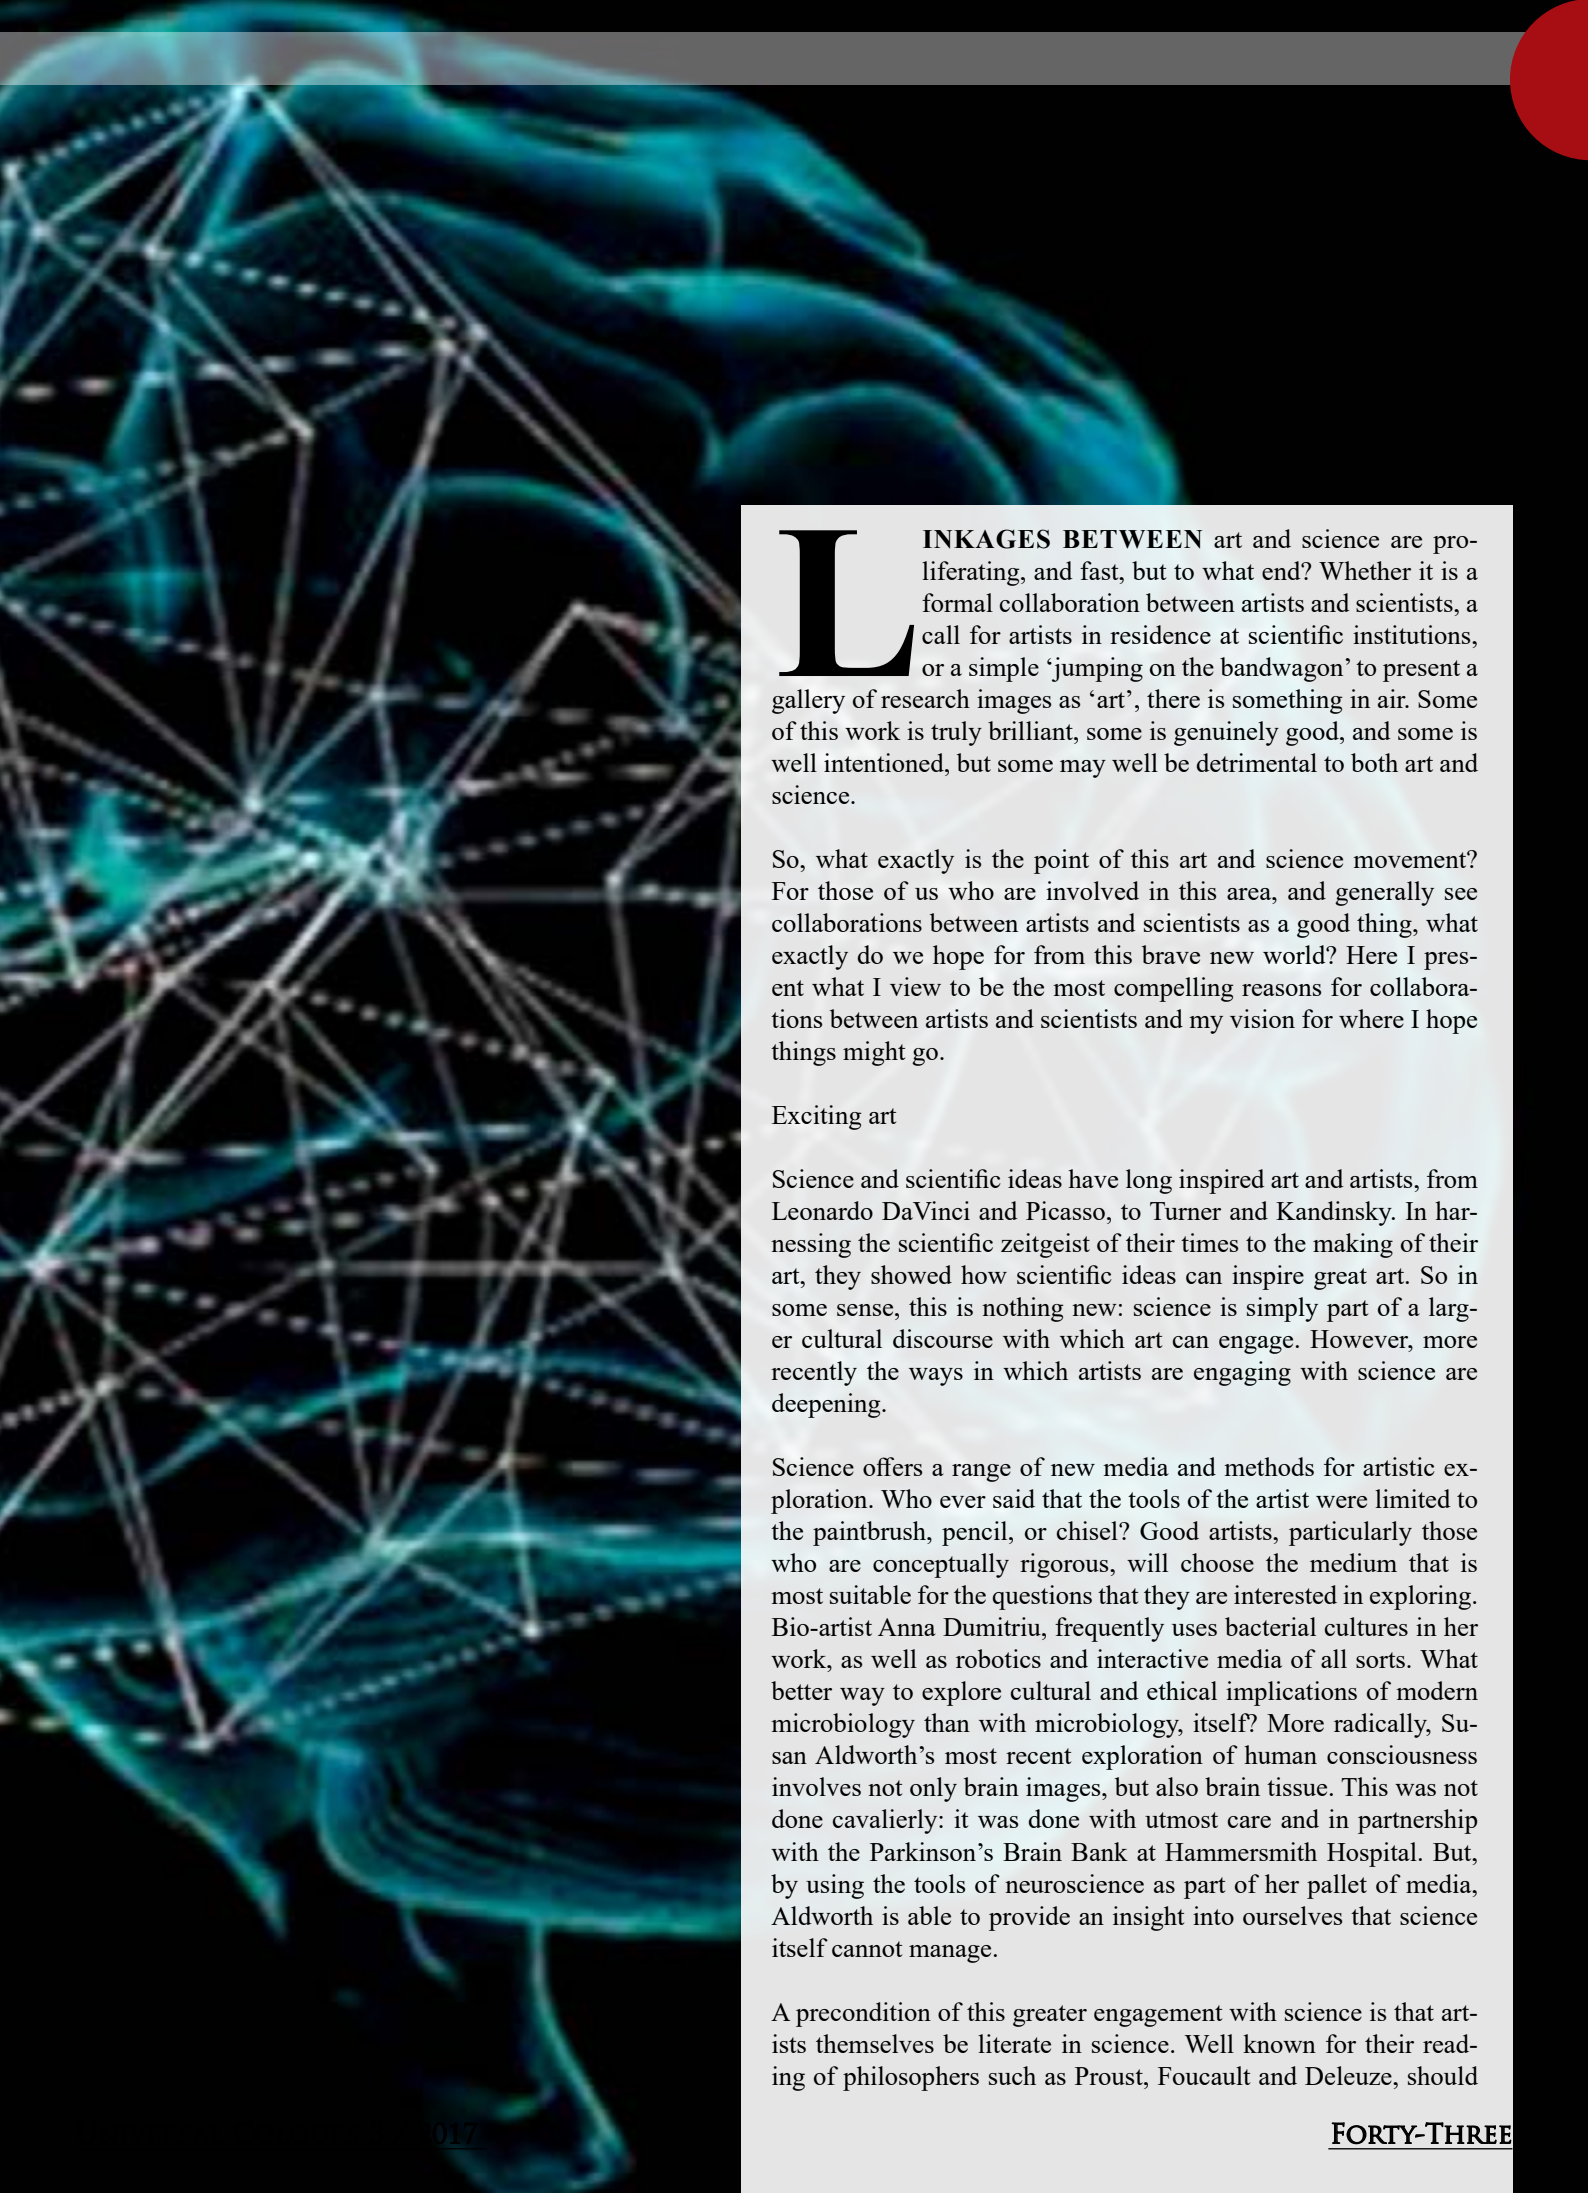 LINKAGES BETWEEN art and science are pro-
liferating, and fast, but to what end? Whether it is a
formal collaboration between artists and scientists, a
call for artists in residence at scientific institutions,
or a simple ‘jumping on the bandwagon’ to present a
gallery of research images as ‘art’, there is something in air. Some
of this work is truly brilliant, some is genuinely good, and some is
well intentioned, but some may well be detrimental to both art and
science.
So, what exactly is the point of this art and science movement?
For those of us who are involved in this area, and generally see
collaborations between artists and scientists as a good thing, what
exactly do we hope for from this brave new world? Here I pres-
ent what I view to be the most compelling reasons for collabora-
tions between artists and scientists and my vision for where I hope
things might go.
Exciting art
Science and scientific ideas have long inspired art and artists, from
Leonardo DaVinci and Picasso, to Turner and Kandinsky. In har-
nessing the scientific zeitgeist of their times to the making of their
art, they showed how scientific ideas can inspire great art. So in
some sense, this is nothing new: science is simply part of a larg-
er cultural discourse with which art can engage. However, more
recently the ways in which artists are engaging with science are
deepening.
Science offers a range of new media and methods for artistic ex-
ploration. Who ever said that the tools of the artist were limited to
the paintbrush, pencil, or chisel? Good artists, particularly those
who are conceptually rigorous, will choose the medium that is
most suitable for the questions that they are interested in exploring.
Bio-artist Anna Dumitriu, frequently uses bacterial cultures in her
work, as well as robotics and interactive media of all sorts. What
better way to explore cultural and ethical implications of modern
microbiology than with microbiology, itself? More radically, Su-
san Aldworth’s most recent exploration of human consciousness
involves not only brain images, but also brain tissue. This was not
done cavalierly: it was done with utmost care and in partnership
with the Parkinson’s Brain Bank at Hammersmith Hospital. But,
by using the tools of neuroscience as part of her pallet of media,
Aldworth is able to provide an insight into ourselves that science
itself cannot manage.
A precondition of this greater engagement with science is that art-
ists themselves be literate in science. Well known for their read-
ing of philosophers such as Proust, Foucault and Deleuze, should
2017
Forty-Three